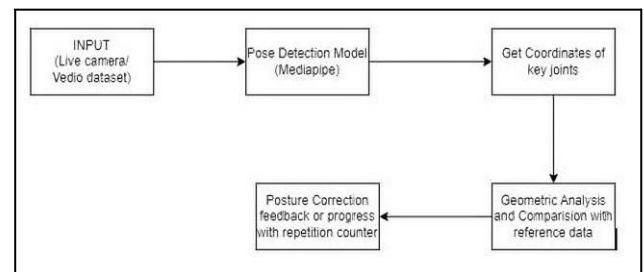 INPUT
(Live camera/
Vedio dataset)
Pose Detection Model
(Mediapipe)
Get Coordinates of
key joints
Geometric Analysis
and Comparision with
reference data
Posture Correction
feedback or progress
with repetition counter